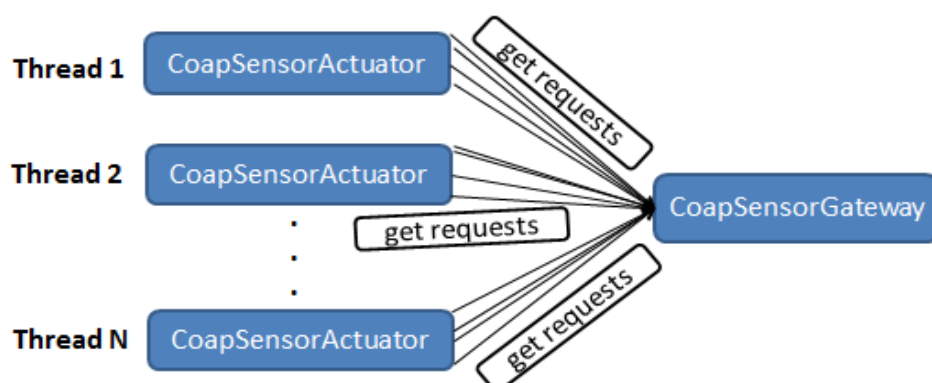 Thread 1
CoapSensorActuator
get requests
Thread 2
CoapSensorActuator
get requests
CoapSensorGateway
.
.
.
Thread N
CoapSensorActuator
get requests